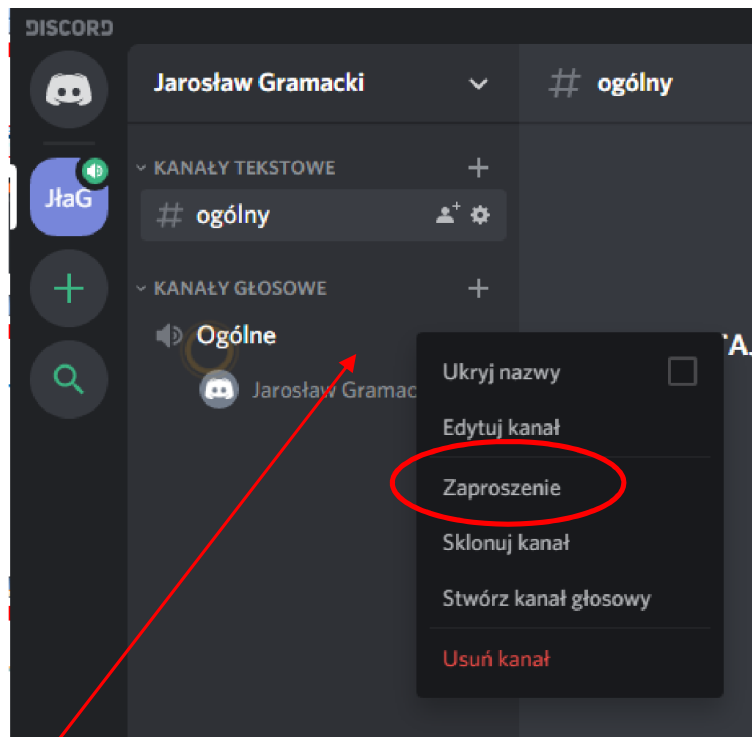 DISCORD
Jarosław Gramacki
# ogólny
JłaG
KANAŁY TEKSTOWE
# ogólny
KANAŁY GŁOSOWE
Ogólne
Jarosław Gramac
Ukryj nazwy
Edytuj kanał
Zaproszenie
Sklonuj kanał
Stwórz kanał głosowy
Usuń kanał